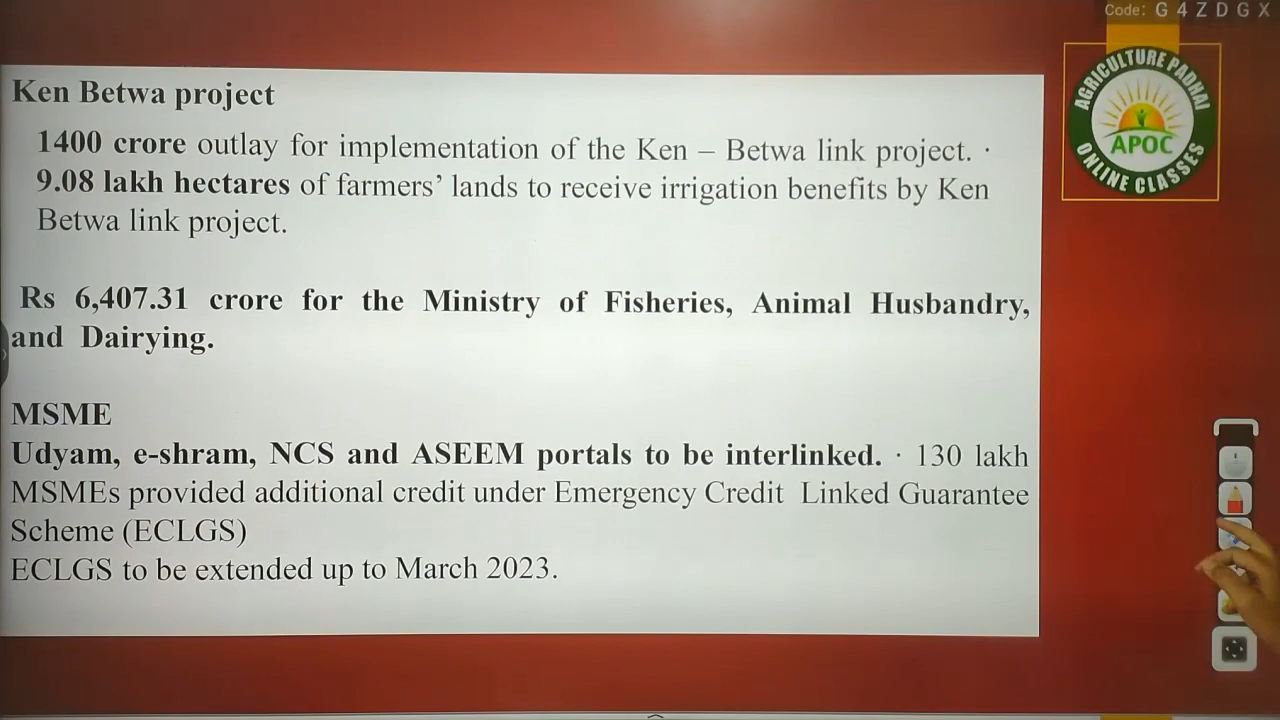 Code: G 4 Z D G X
AGRICULTURE PADHAI
APOC
ONLINE CLASSES
Ken Betwa project
1400 crore outlay for implementation of the Ken – Betwa link project. ·
9.08 lakh hectares of farmers’ lands to receive irrigation benefits by Ken
Betwa link project.
Rs 6,407.31 crore for the Ministry of Fisheries, Animal Husbandry,
and Dairying.
MSME
Udyam, e-shram, NCS and ASEEM portals to be interlinked. · 130 lakh
MSMEs provided additional credit under Emergency Credit Linked Guarantee
Scheme (ECLGS)
ECLGS to be extended up to March 2023.